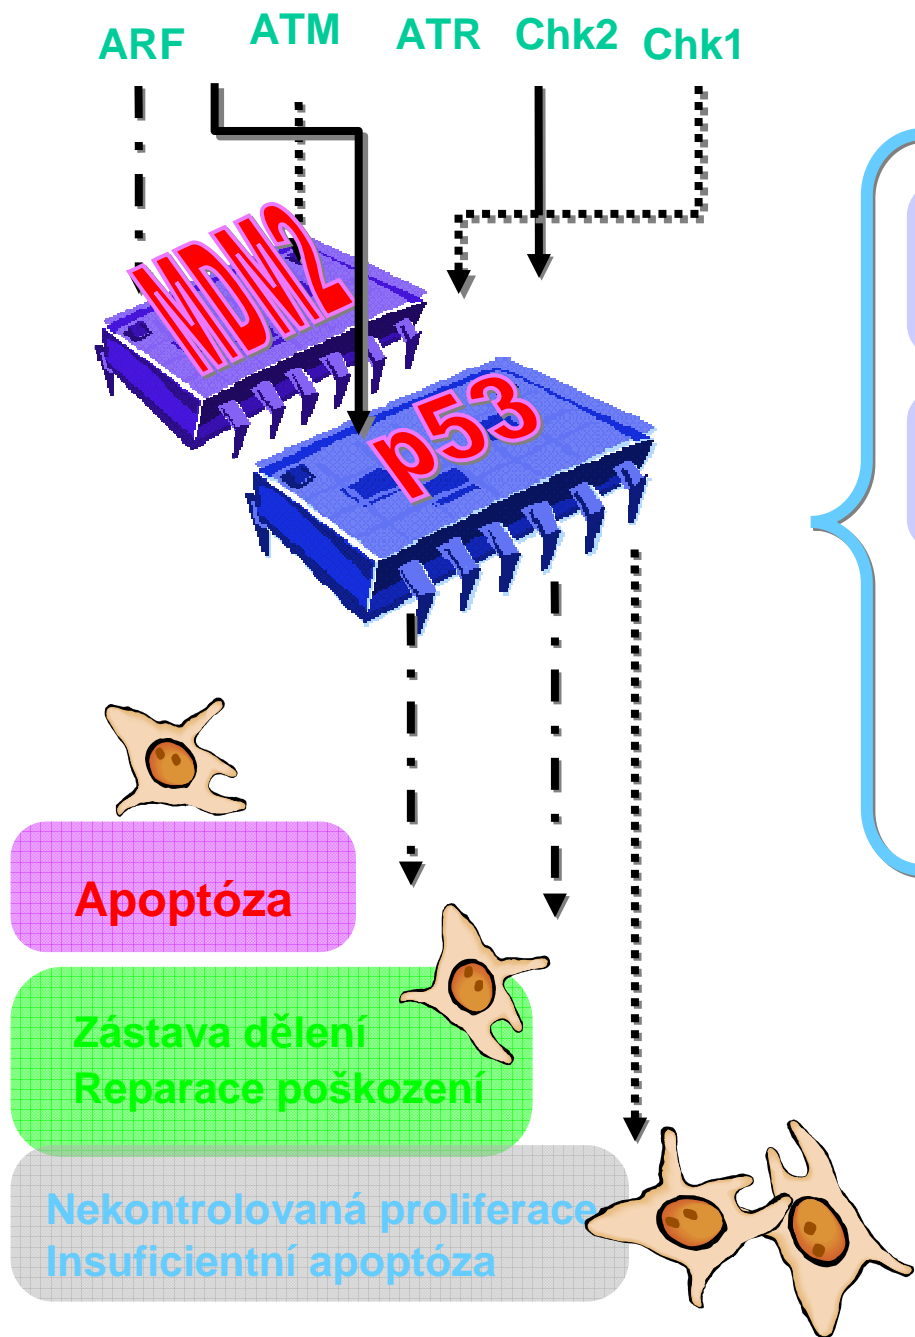 ARF ATM ATR Chk2 Chk1
MDM2
p53
Apoptóza
Zástava dělení
Reparace poškození
Nekontrolovaná proliferace
Insuficientní apoptóza